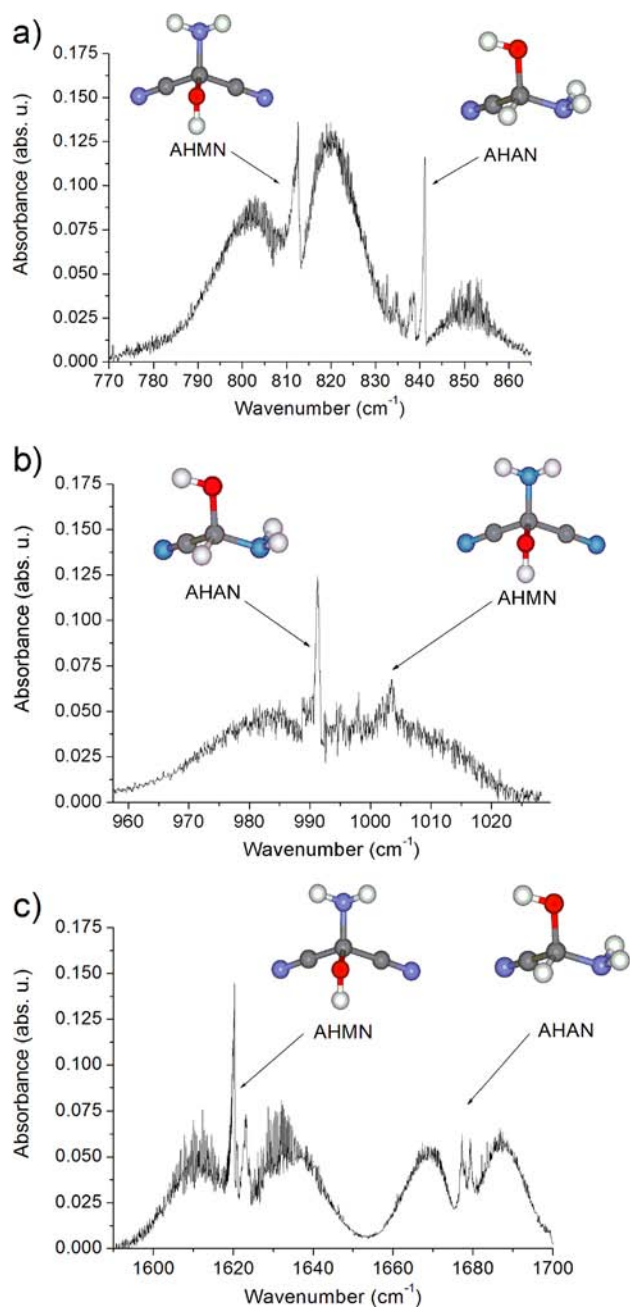 a)
0.175
0.150
0.125
0.100
0.075
0.050
0.025
0.000
Absorbance (abs. u.)
AHMN
AHAN
770 780 790 800 810 820 830 840 850 860
Wavenumber (cm-1)
b)
0.175
0.150
0.125
0.100
0.075
0.050
0.025
0.000
Absorbance (abs. u.)
AHAN
AHMN
960 970 980 990 1000 1010 1020
Wavenumber (cm-1)
c)
0.175
0.150
0.125
0.100
0.075
0.050
0.025
0.000
Absorbance (abs. u.)
AHMN
AHAN
1600 1620 1640 1660 1680 1700
Wavenumber (cm-1)